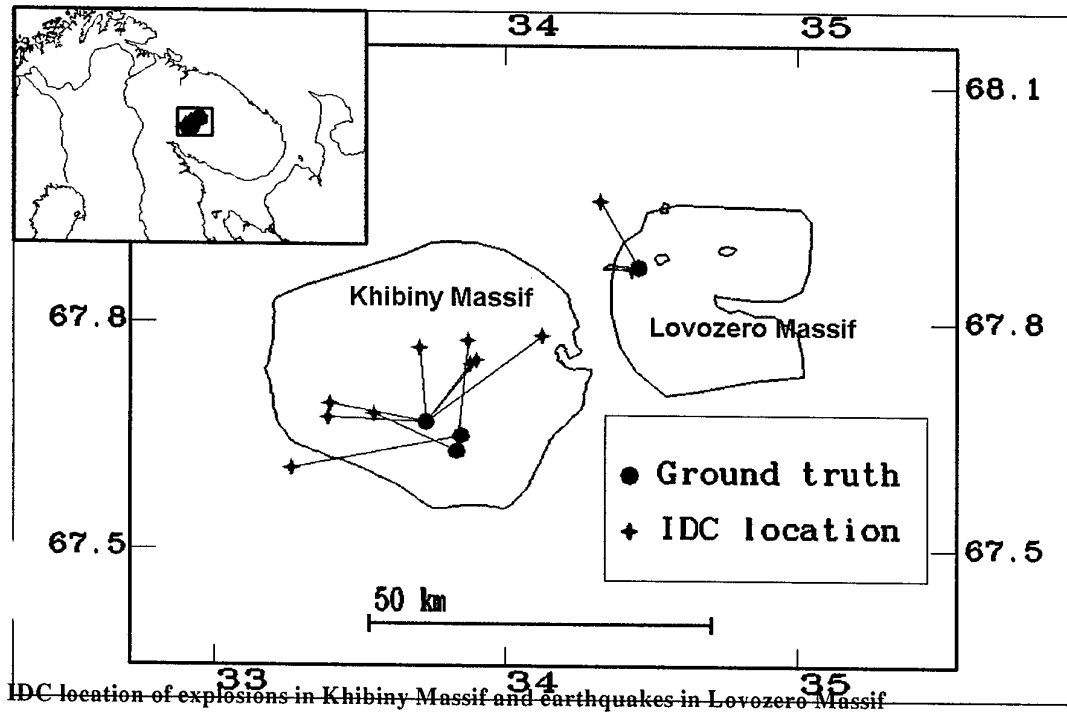 34 35
68.1
Khibiny Massif
67.8
Lovozero Massif
67.8
Ground truth
IDC location
67.5
67.5
50 km
33 34 35
IDC location of explosions in Khibiny Massif and earthquakes in Lovozero Massif